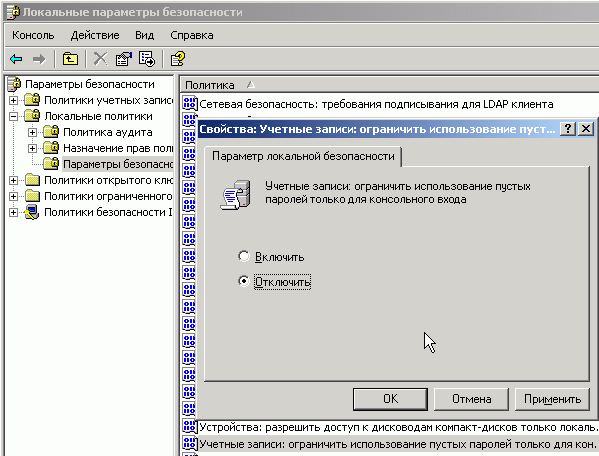 Локальные параметры безопасности
Консоль Действие Вид Справка
Параметры безопасности
Политики учетных записе
Локальные политики
Политика аудита
Назначение прав пол
Параметры безопасно
Политики открытого клю
Политики ограниченного
Политики безопасности I
Политика
Сетевая безопасность: требования подписывания для LDAP клиента
Свойства: Учетные записи: ограничить использование пуст...
Параметр локальной безопасности
Учетные записи: ограничить использование пустых
паролей только для консольного входа
Включить
Отключить
OK Отмена Применить
Устройства: разрешить доступ к дисководам компакт-дисков только локаль.
Учетные записи: ограничить использование пустых паролей только для кон.